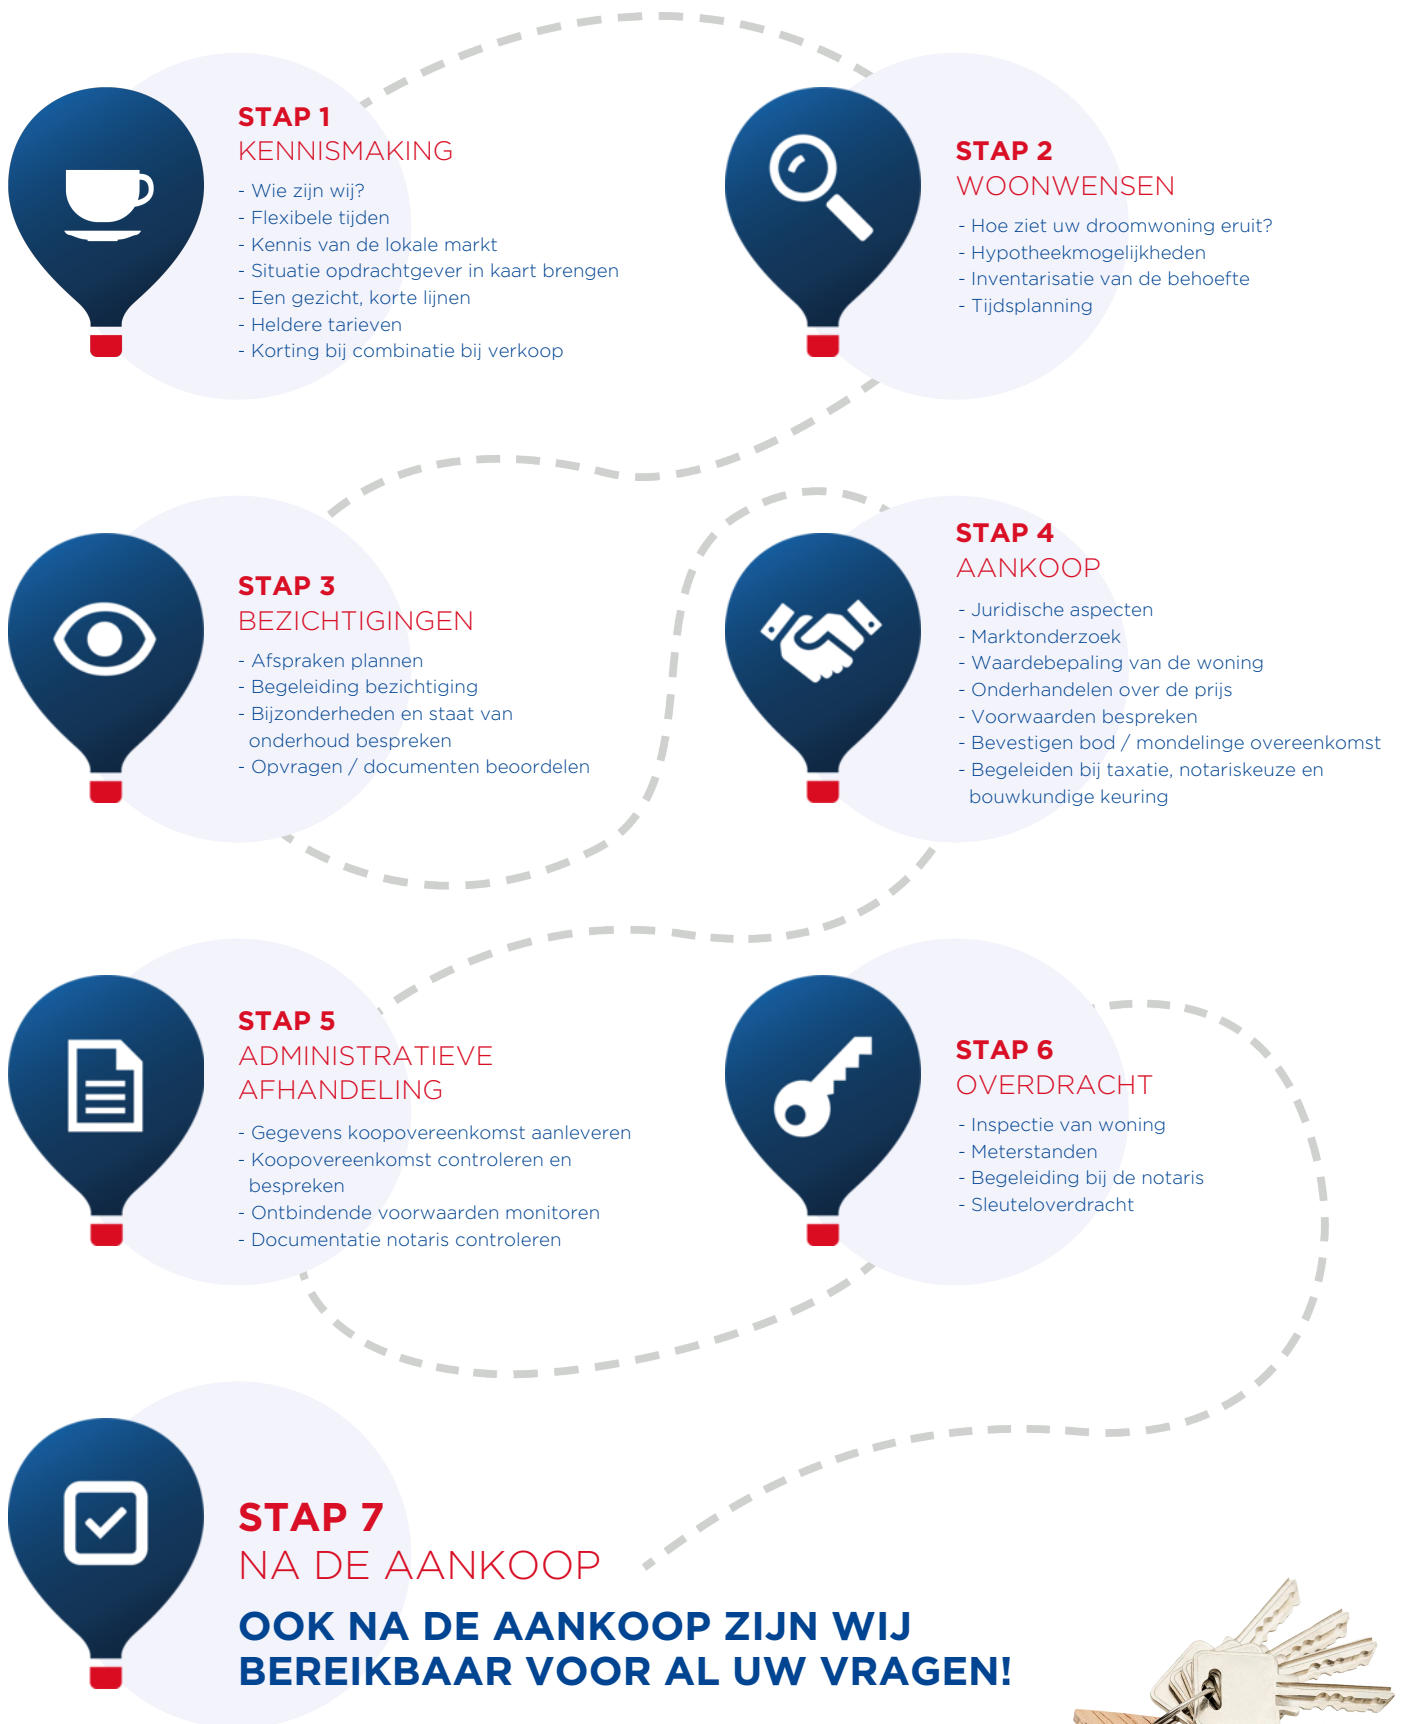 STAP 1
KENNISMAKING
- Wie zijn wij?
- Flexibele tijden
- Kennis van de lokale markt
- Situatie opdrachtgever in kaart brengen
- Een gezicht, korte lijnen
- Heldere tarieven
- Korting bij combinatie bij verkoop
STAP 2
WOONWENSEN
- Hoe ziet uw droomwoning eruit?
- Hypotheekmogelijkheden
- Inventarisatie van de behoefte
- Tijdsplanning
STAP 3
BEZICHTIGINGEN
- Afspraken plannen
- Begeleiding bezichtiging
- Bijzonderheden en staat van
onderhoud bespreken
- Opvragen / documenten beoordelen
STAP 4
AANKOOP
- Juridische aspecten
- Marktonderzoek
- Waardebepaling van de woning
- Onderhandelen over de prijs
- Voorwaarden bespreken
- Bevestigen bod / mondelinge overeenkomst
- Begeleiden bij taxatie, notariskeuze en
bouwkundige keuring
STAP 5
ADMINISTRATIEVE
AFHANDELING
- Gegevens koopovereenkomst aanleveren
- Koopovereenkomst controleren en
bespreken
- Ontbindende voorwaarden monitoren
- Documentatie notaris controleren
STAP 6
OVERDRACHT
- Inspectie van woning
- Meterstanden
- Begeleiding bij de notaris
- Sleuteloverdracht
STAP 7
NA DE AANKOOP
OOK NA DE AANKOOP ZIJN WIJ
BEREIKBAAR VOOR AL UW VRAGEN!